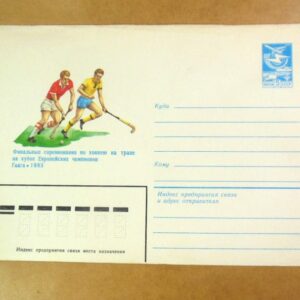 Финальные соревнования по хоккею на траве
на кубок Европейских чемпионов
Гаага • 1983
Куда
Кому
Индекс предприятия связи
и адрес отправителя
Индекс предприятия связи места назначения